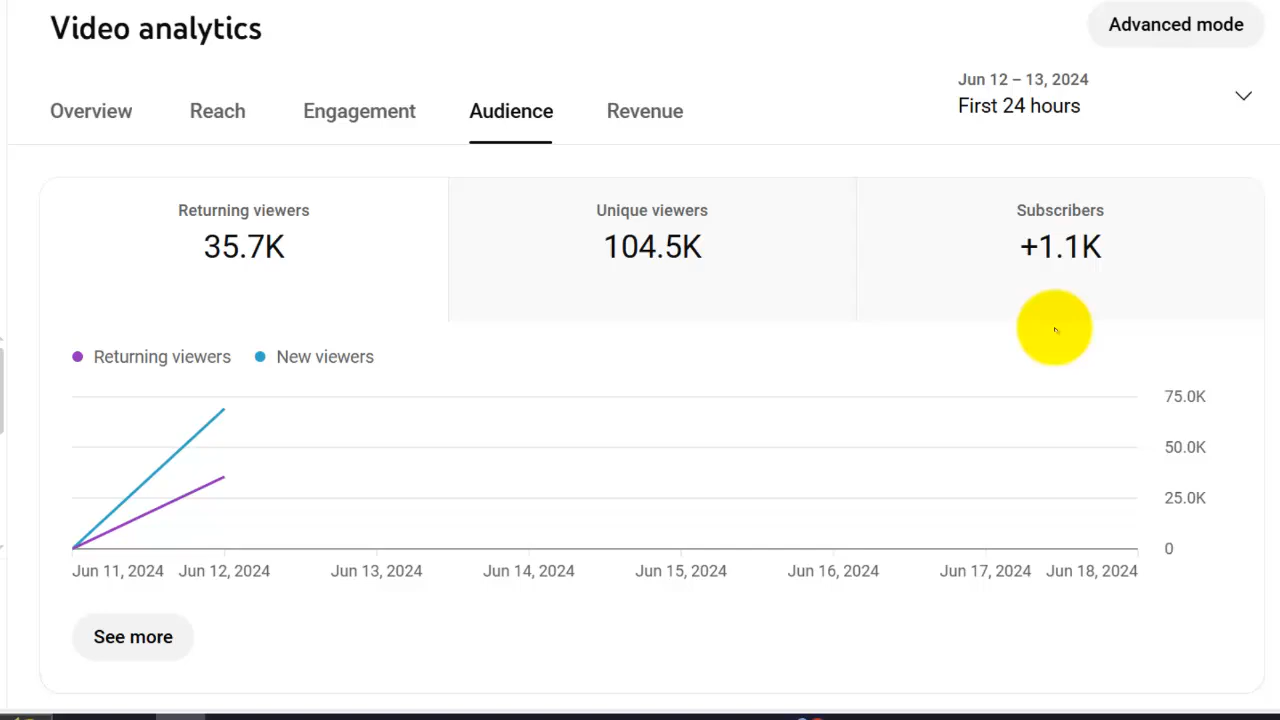 Video analytics
Advanced mode
Overview
Reach
Engagement
Audience
Revenue
Jun 12 – 13, 2024
First 24 hours
Returning viewers
35.7K
Unique viewers
104.5K
Subscribers
+1.1K
Returning viewers
New viewers
75.0K
50.0K
25.0K
0
Jun 11, 2024
Jun 12, 2024
Jun 13, 2024
Jun 14, 2024
Jun 15, 2024
Jun 16, 2024
Jun 17, 2024
Jun 18, 2024
See more